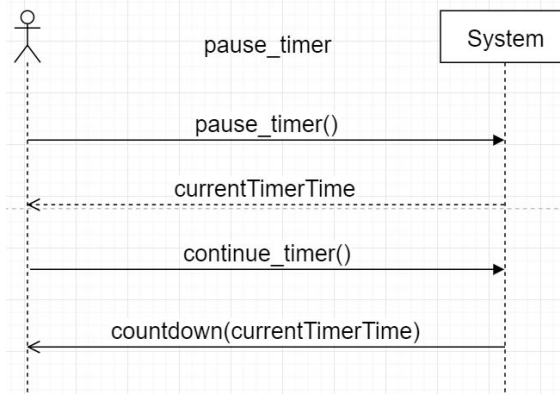 pause_timer
System
pause_timer()
currentTimerTime
continue_timer()
countdown(currentTimerTime)